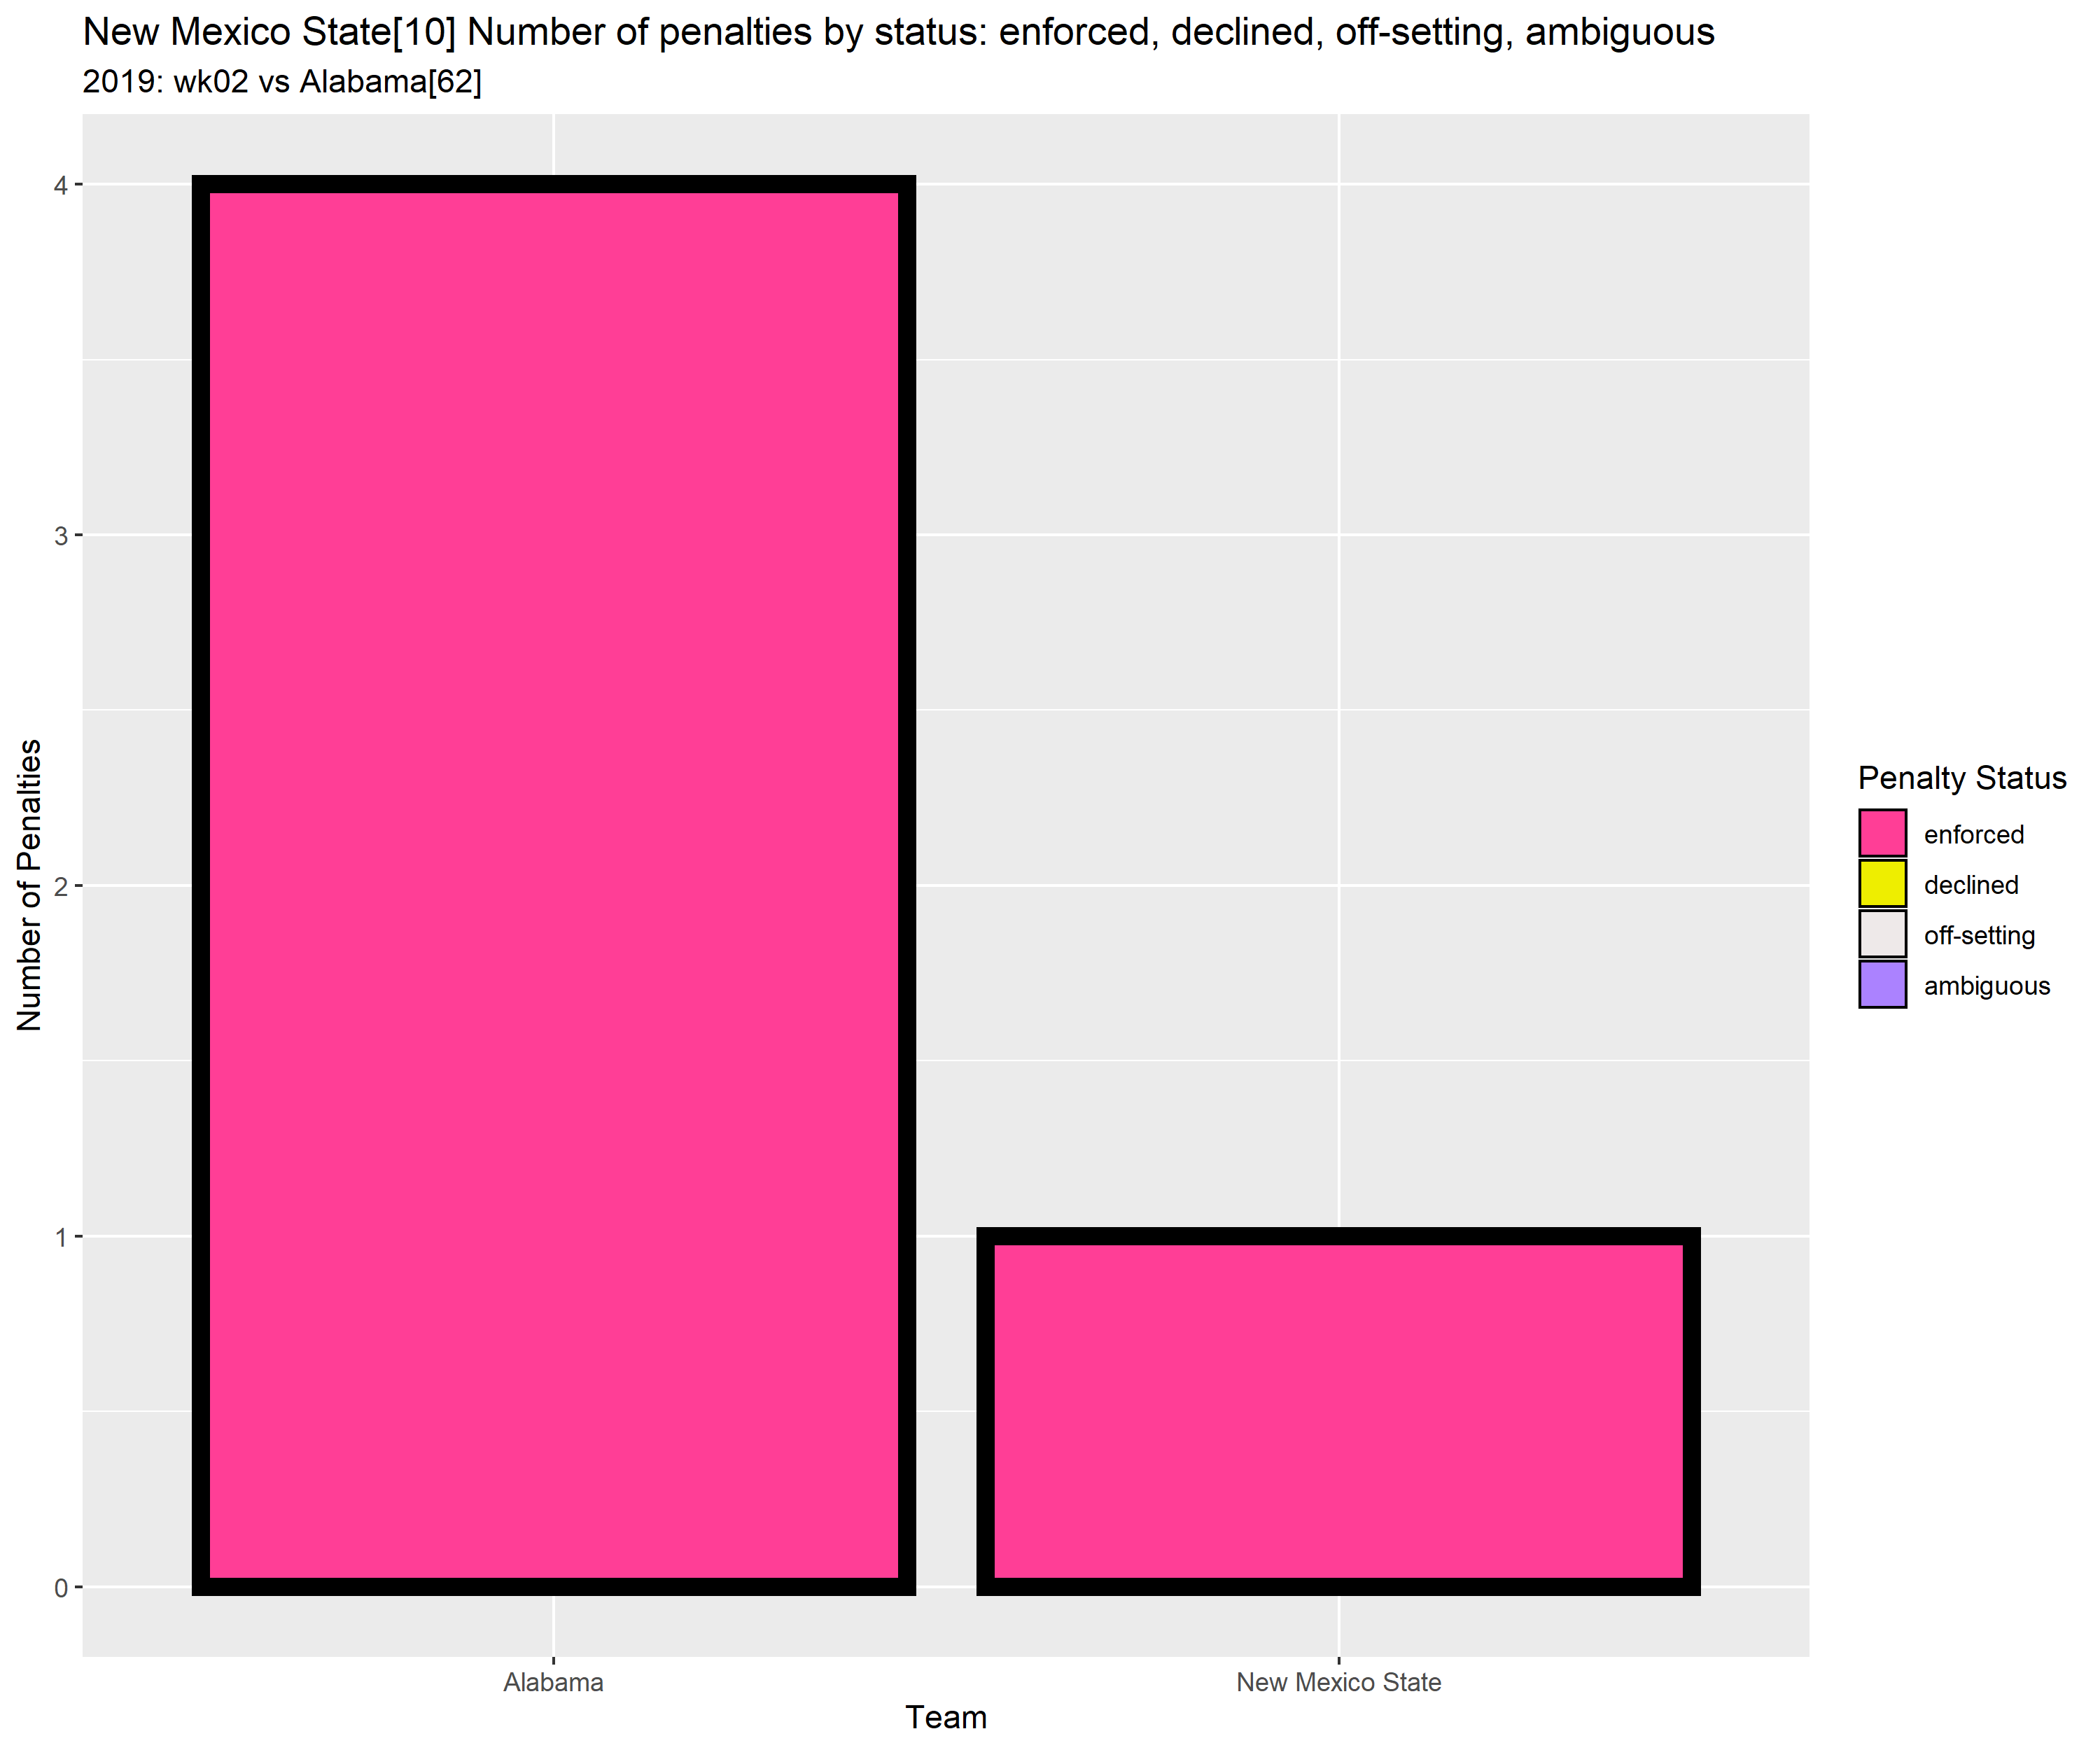 New Mexico State[10] Number of penalties by status: enforced, declined, off-setting, ambiguous
2019: wk02 vs Alabama[62]
Number of Penalties
4
3
2
1
0
Alabama
New Mexico State
Team
Penalty Status
enforced
declined
off-setting
ambiguous